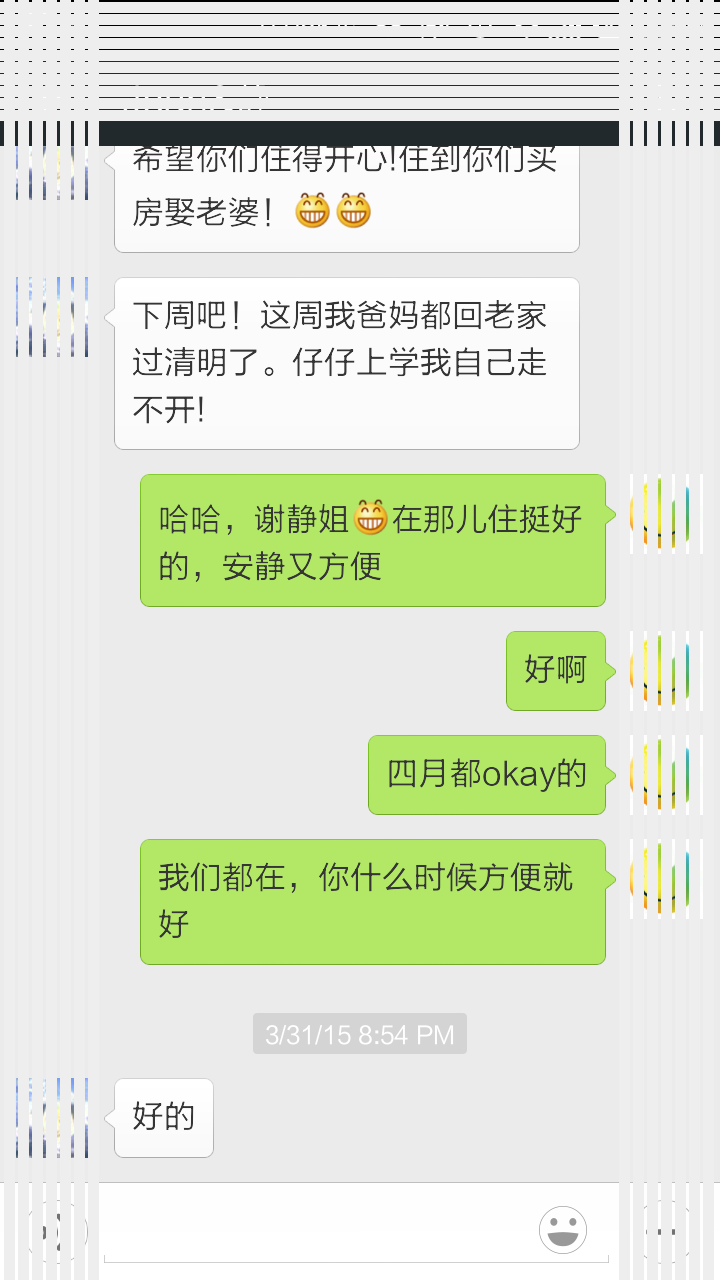 希望你们住得开心!住到你们买
房娶老婆！😁😁
下周吧！这周我爸妈都回老家
过清明了。仔仔上学我自己走
不开!
哈哈，谢静姐😁在那儿住挺好
的，安静又方便
好啊
四月都okay的
我们都在，你什么时候方便就
好
3/31/15 8:54 PM
好的